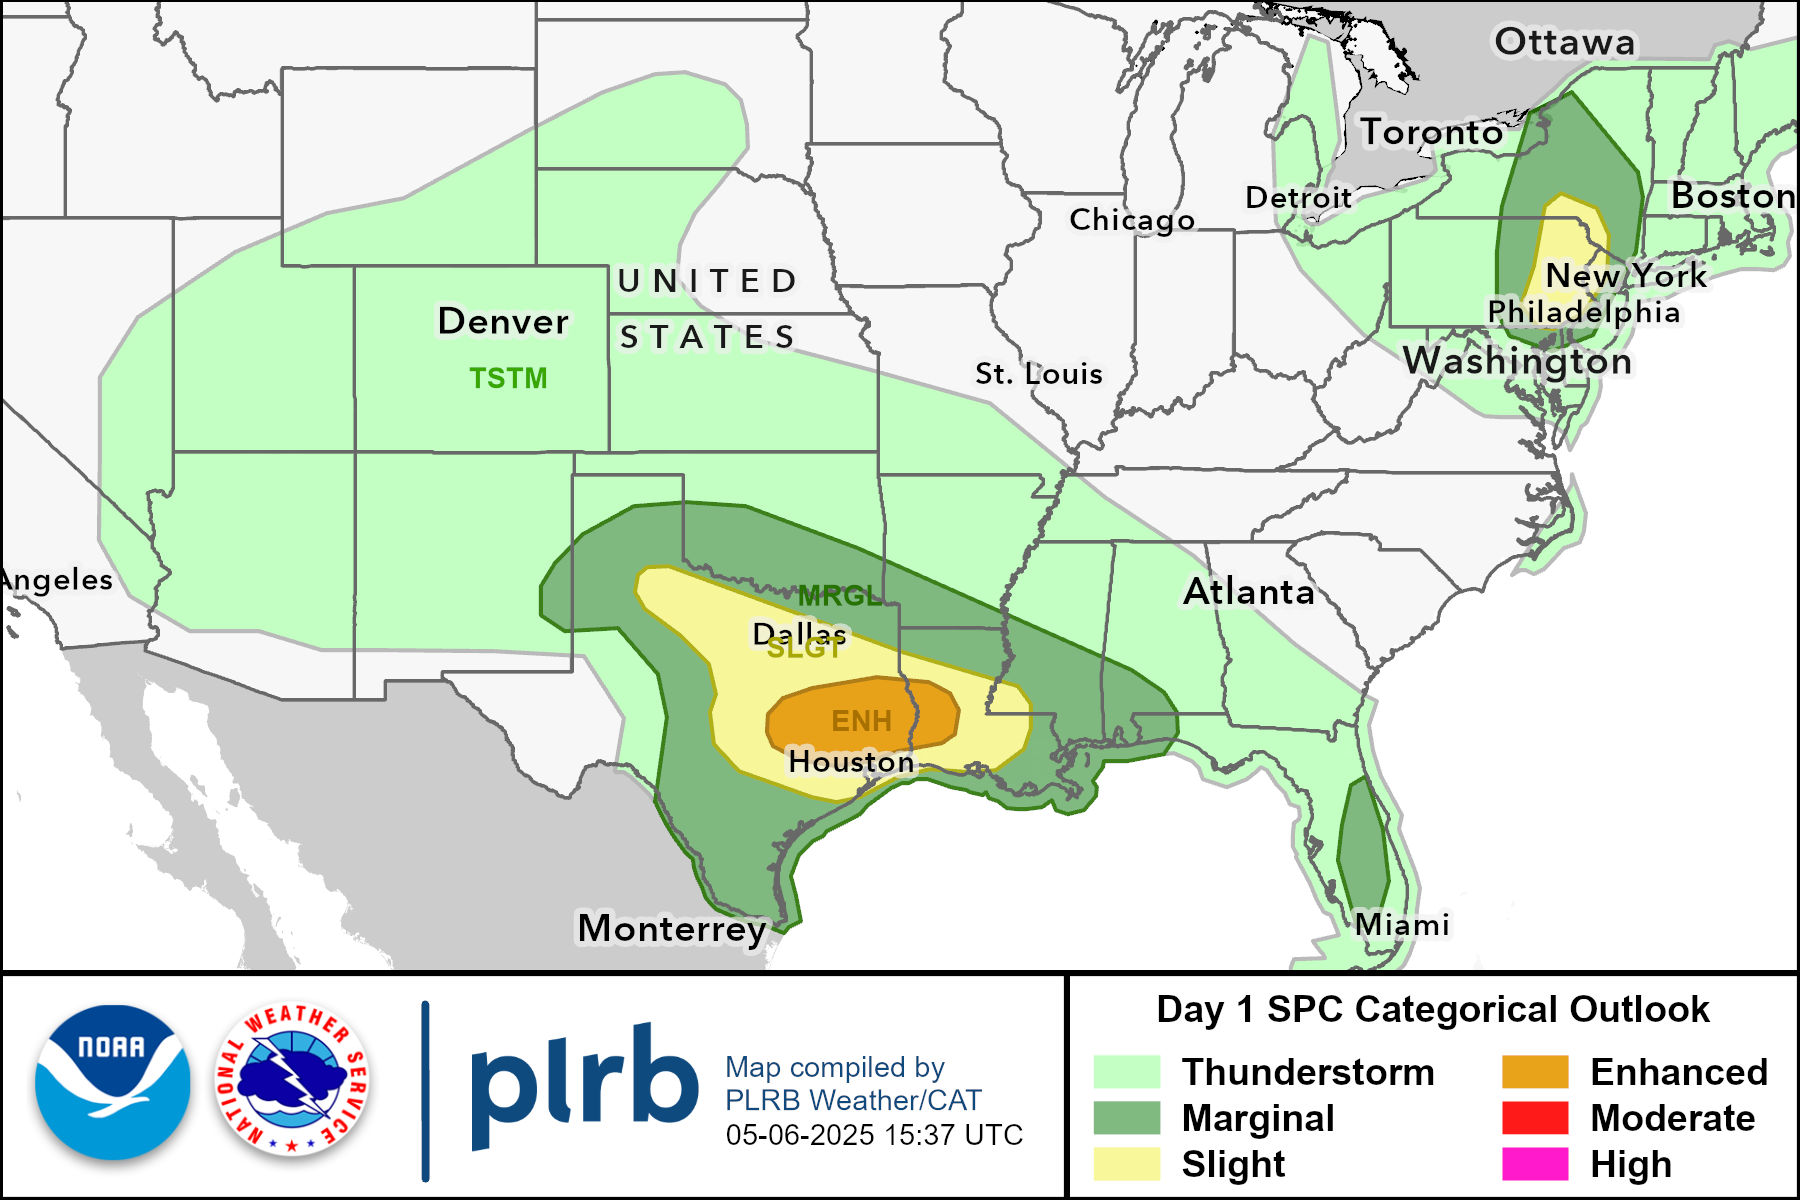 Ottawa
Toronto
Boston
Detroit
Chicago
New York
UNITED
Philadelphia
Denver
STATES
Washington
TSTM
St. Louis
Angeles
MRGL
Atlanta
Dallas
SLGT
ENH
Houston
Miami
Monterrey
NOAA
NATIONAL WEATHER SERVICE
plrb
Map compiled by
PLRB Weather/CAT
05-06-2025 15:37 UTC
Day 1 SPC Categorical Outlook
Thunderstorm
Marginal
Slight
Enhanced
Moderate
High